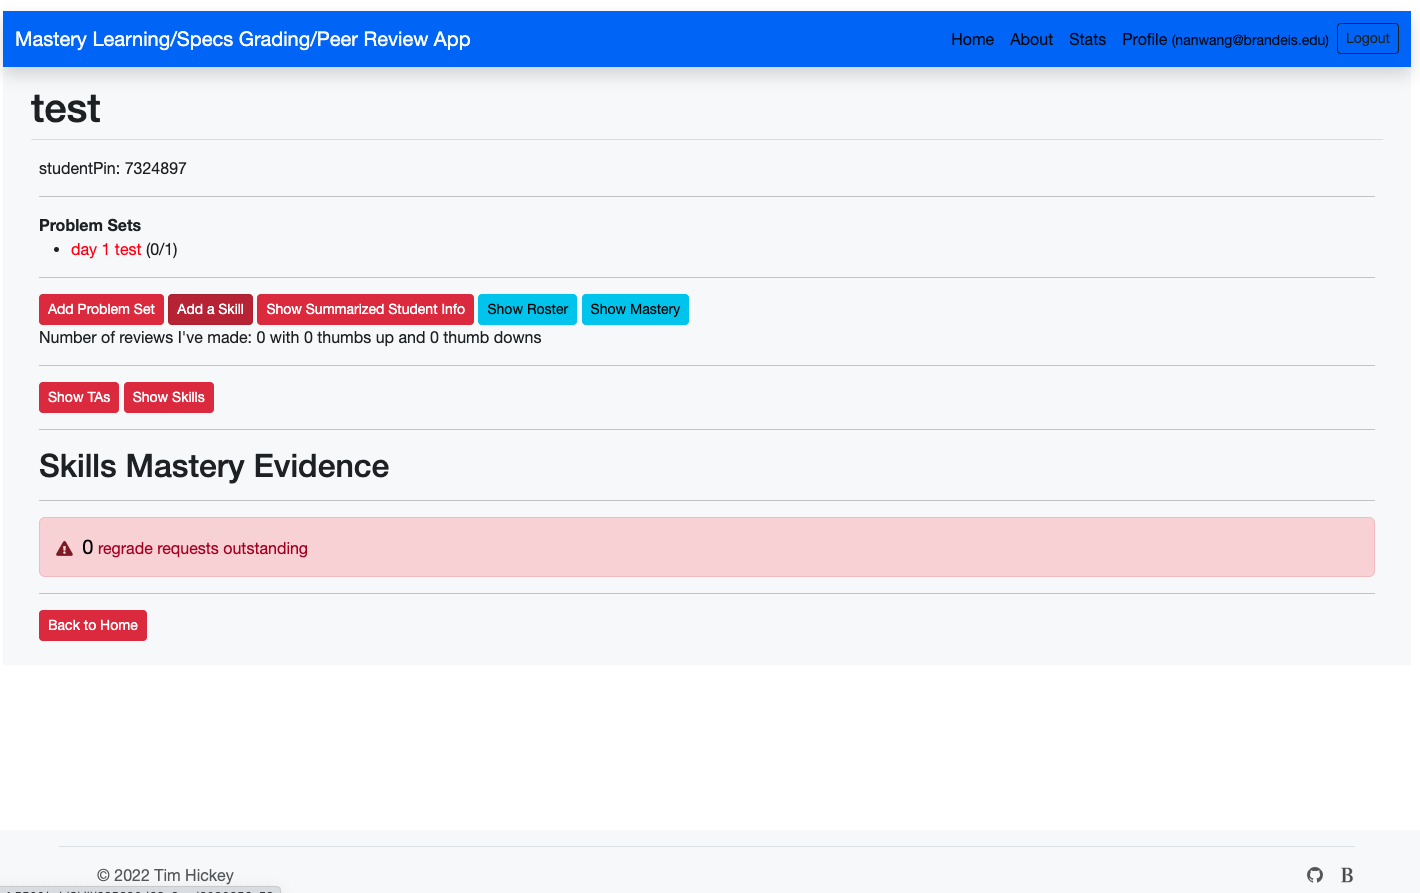 Mastery Learning/Specs Grading/Peer Review App Home About Stats Profile (nanwang@brandeis.edu) Logout
test
studentPin: 7324897
Problem Sets
day 1 test (0/1)
Add Problem Set Add a Skill Show Summarized Student Info Show Roster Show Mastery
Number of reviews I've made: 0 with 0 thumbs up and 0 thumb downs
Show TAs Show Skills
Skills Mastery Evidence
0 regrade requests outstanding
Back to Home
© 2022 Tim Hickey B